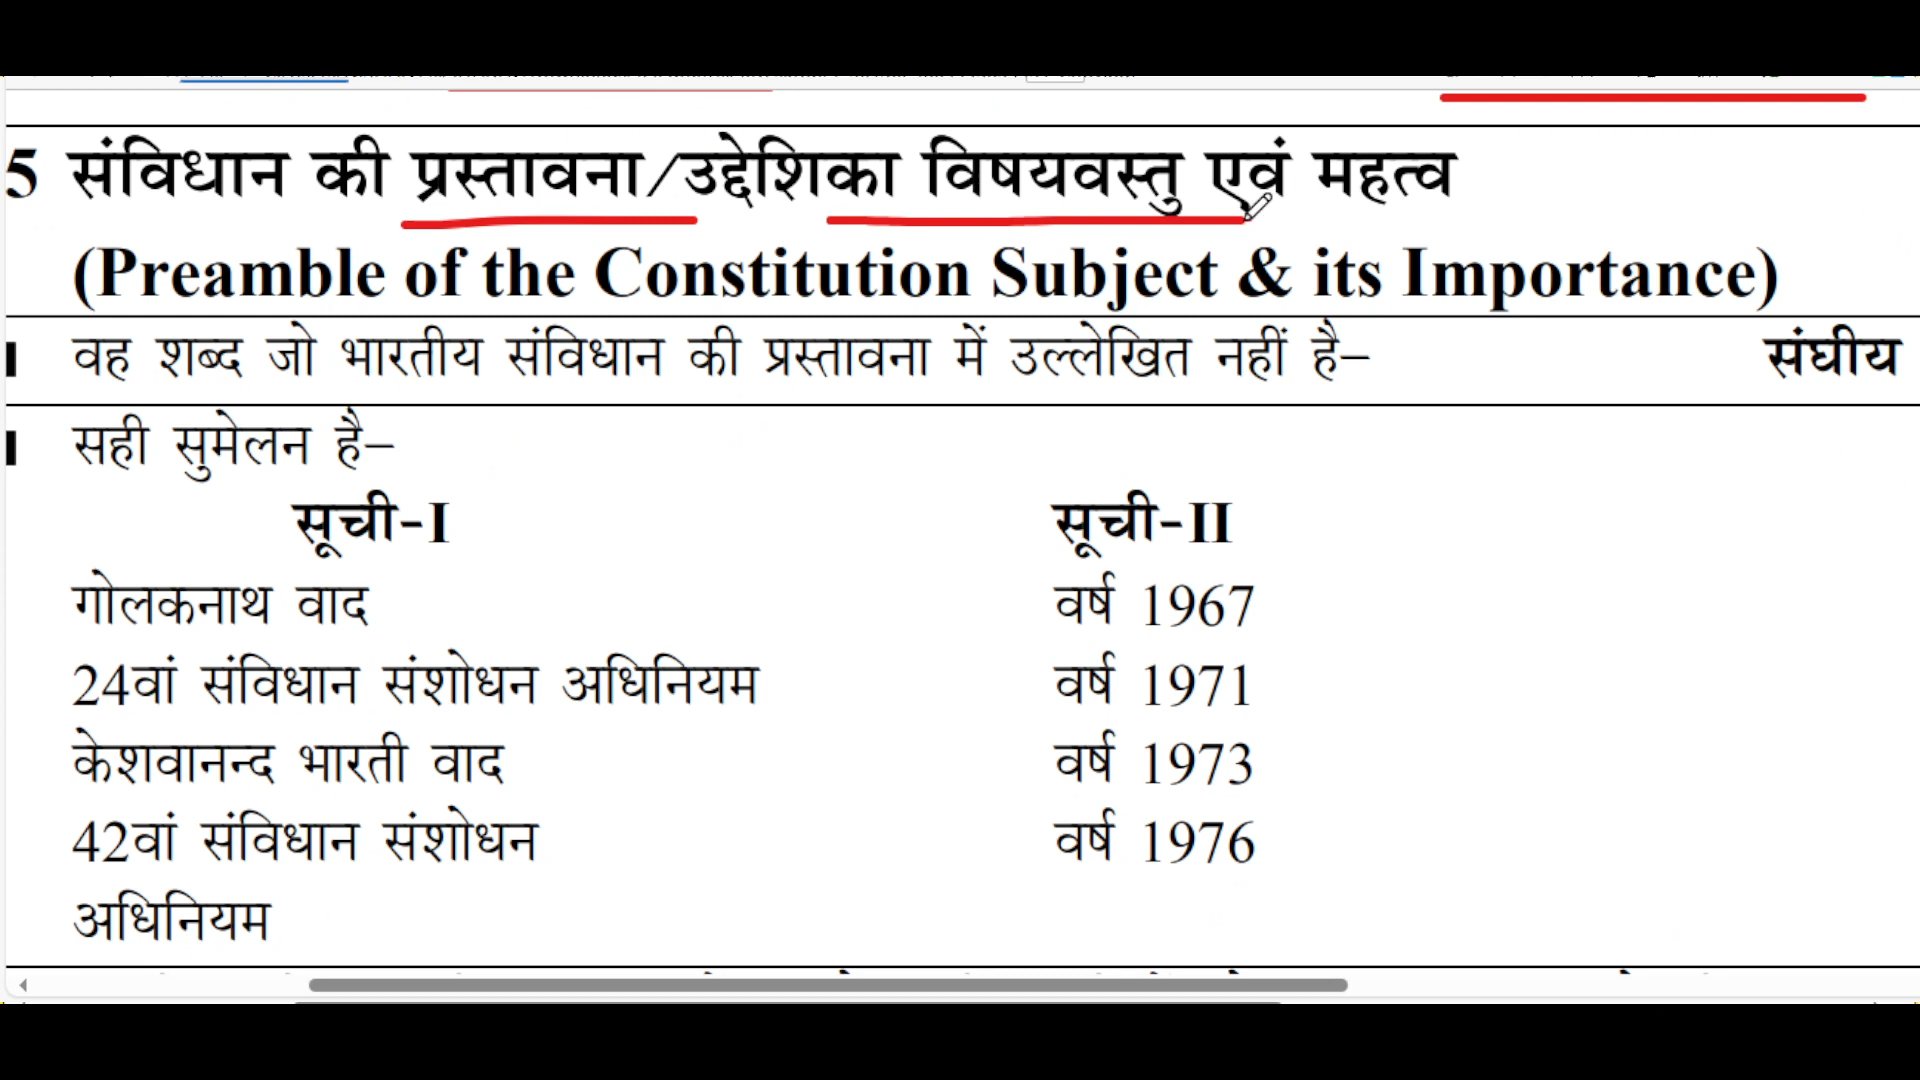 5 संविधान की प्रस्तावना/उद्देशिका विषयवस्तु एवं महत्व
(Preamble of the Constitution Subject & its Importance)
वह शब्द जो भारतीय संविधान की प्रस्तावना में उल्लेखित नहीं है– संघीय
सही सुमेलन है–
सूची-I सूची-II
गोलकनाथ वाद वर्ष 1967
24वां संविधान संशोधन अधिनियम वर्ष 1971
केशवानन्द भारती वाद वर्ष 1973
42वां संविधान संशोधन वर्ष 1976
अधिनियम